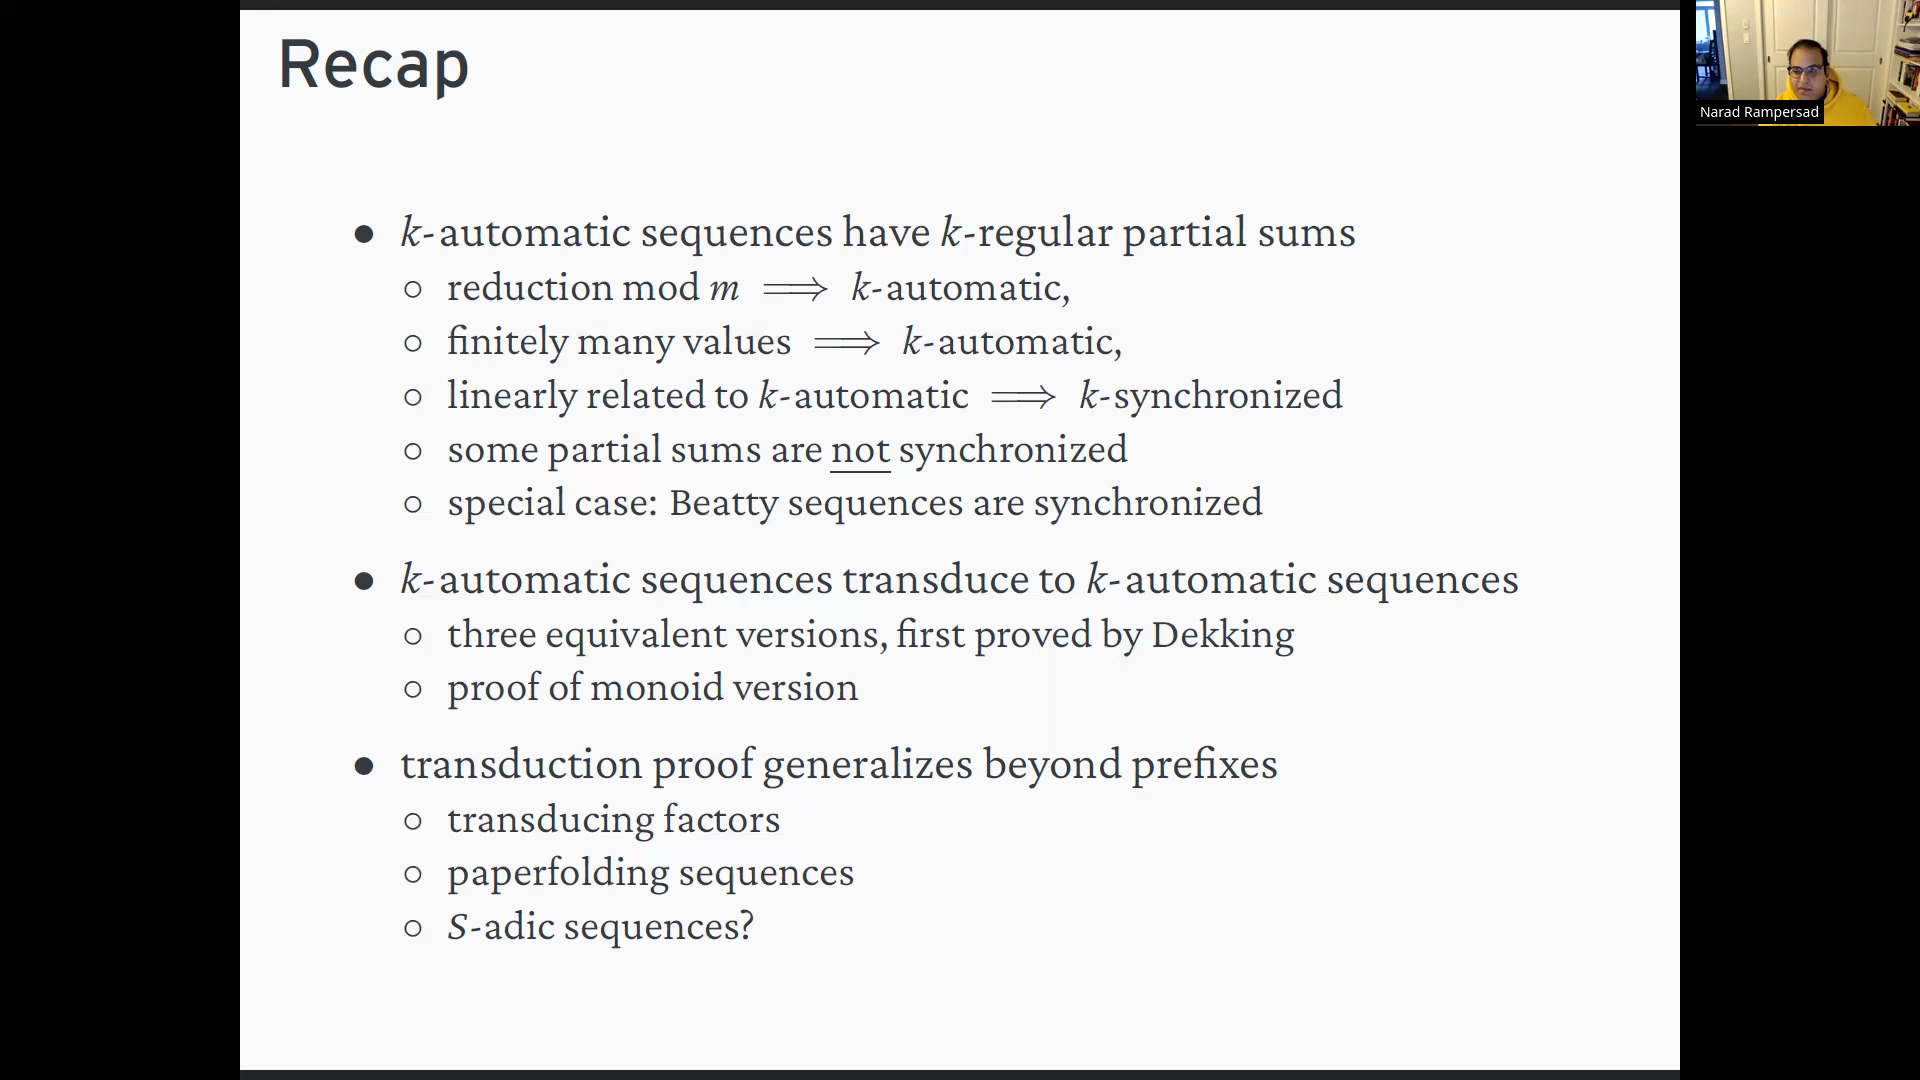 Recap
• k-automatic sequences have k-regular partial sums
○ reduction mod m ⟹ k-automatic,
○ finitely many values ⟹ k-automatic,
○ linearly related to k-automatic ⟹ k-synchronized
○ some partial sums are not synchronized
○ special case: Beatty sequences are synchronized
• k-automatic sequences transduce to k-automatic sequences
○ three equivalent versions, first proved by Dekking
○ proof of monoid version
• transduction proof generalizes beyond prefixes
○ transducing factors
○ paperfolding sequences
○ S-adic sequences?
Narad Rampersad